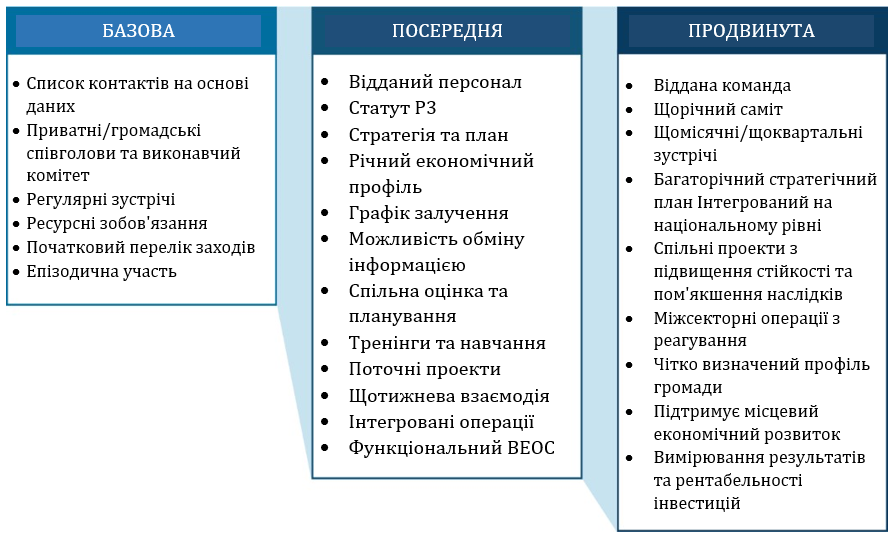 БАЗОВА
• Список контактів на основі
даних
• Приватні/громадські
співголови та виконавчий
комітет
• Регулярні зустрічі
• Ресурсні зобов'язання
• Початковий перелік заходів
• Епізодична участь
ПОСЕРЕДНЯ
• Відданий персонал
• Статут РЗ
• Стратегія та план
• Річний економічний
профіль
• Графік залучення
• Можливість обміну
інформацією
• Спільна оцінка та
планування
• Тренінги та навчання
• Поточні проекти
• Щотижнева взаємодія
• Інтегровані операції
• Функціональний ВЕОС
ПРОДВИНУТА
• Віддана команда
• Щорічний саміт
• Щомісячні/щоквартальні
зустрічі
• Багаторічний стратегічний
план Інтегрований на
національному рівні
• Спільні проекти з
підвищення стійкості та
пом'якшення наслідків
• Міжсекторні операції з
реагування
• Чітко визначений профіль
громади
• Підтримує місцевий
економічний розвиток
• Вимірювання результатів
та рентабельності
інвестицій